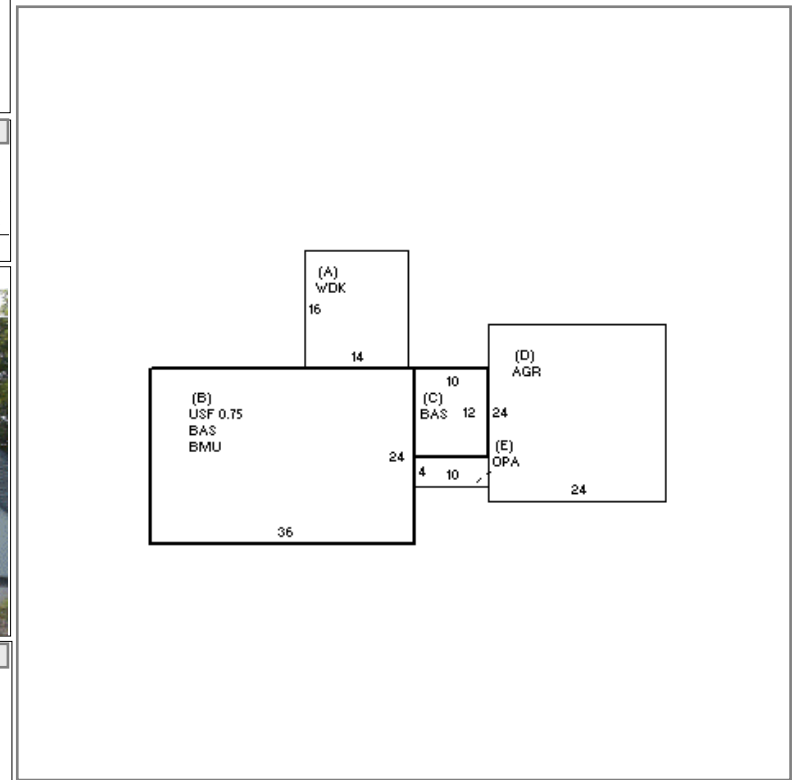 (A)
WDK
16
14
(B)
USF 0.75
BAS
BMU
24
36
10
(C)
BAS
12
4
10
(D)
AGR
24
24
(E)
OPA